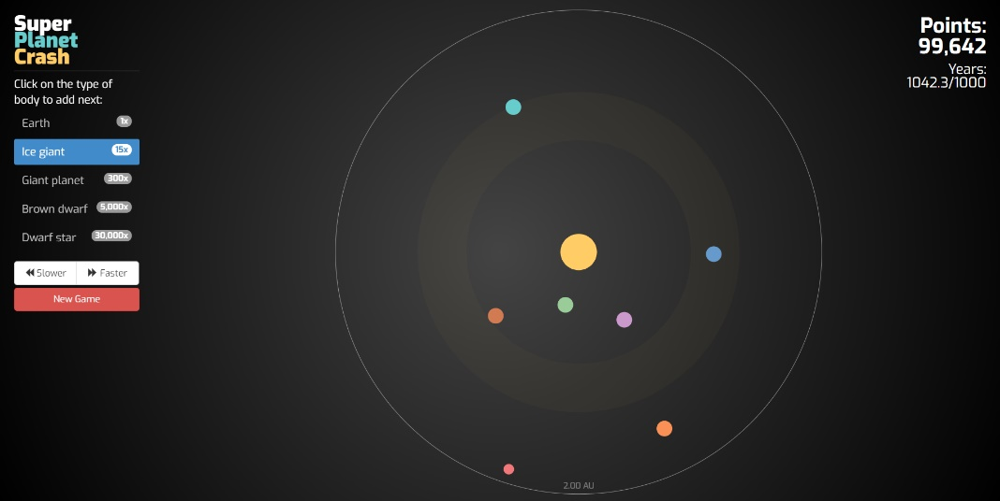 Super
Planet
Crash
Click on the type of
body to add next:
Earth 1x
Ice giant 15x
Giant planet 300x
Brown dwarf 5,000x
Dwarf star 30,000x
Slower Faster
New Game
Points:
99,642
Years:
1042.3/1000
2.00 AU